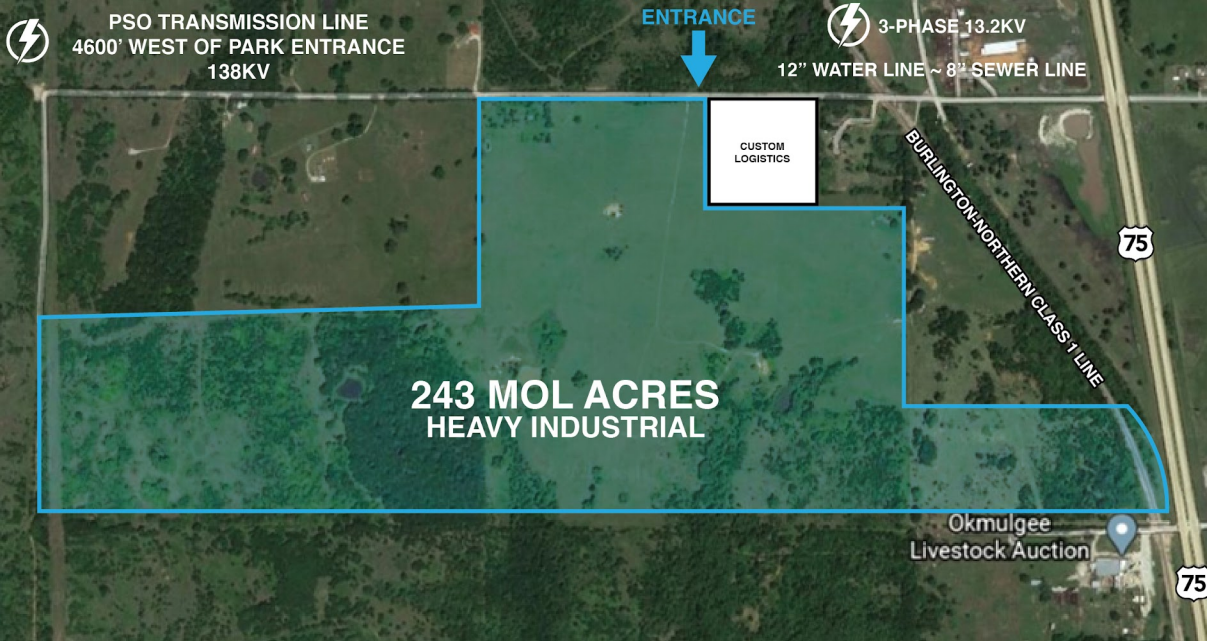 PSO TRANSMISSION LINE
4600' WEST OF PARK ENTRANCE
138KV
ENTRANCE
3-PHASE 13.2KV
12” WATER LINE ~ 8” SEWER LINE
CUSTOM
LOGISTICS
BURLINGTON-NORTHERN CLASS 1 LINE
75
243 MOL ACRES
HEAVY INDUSTRIAL
Okmulgee
Livestock Auction
75